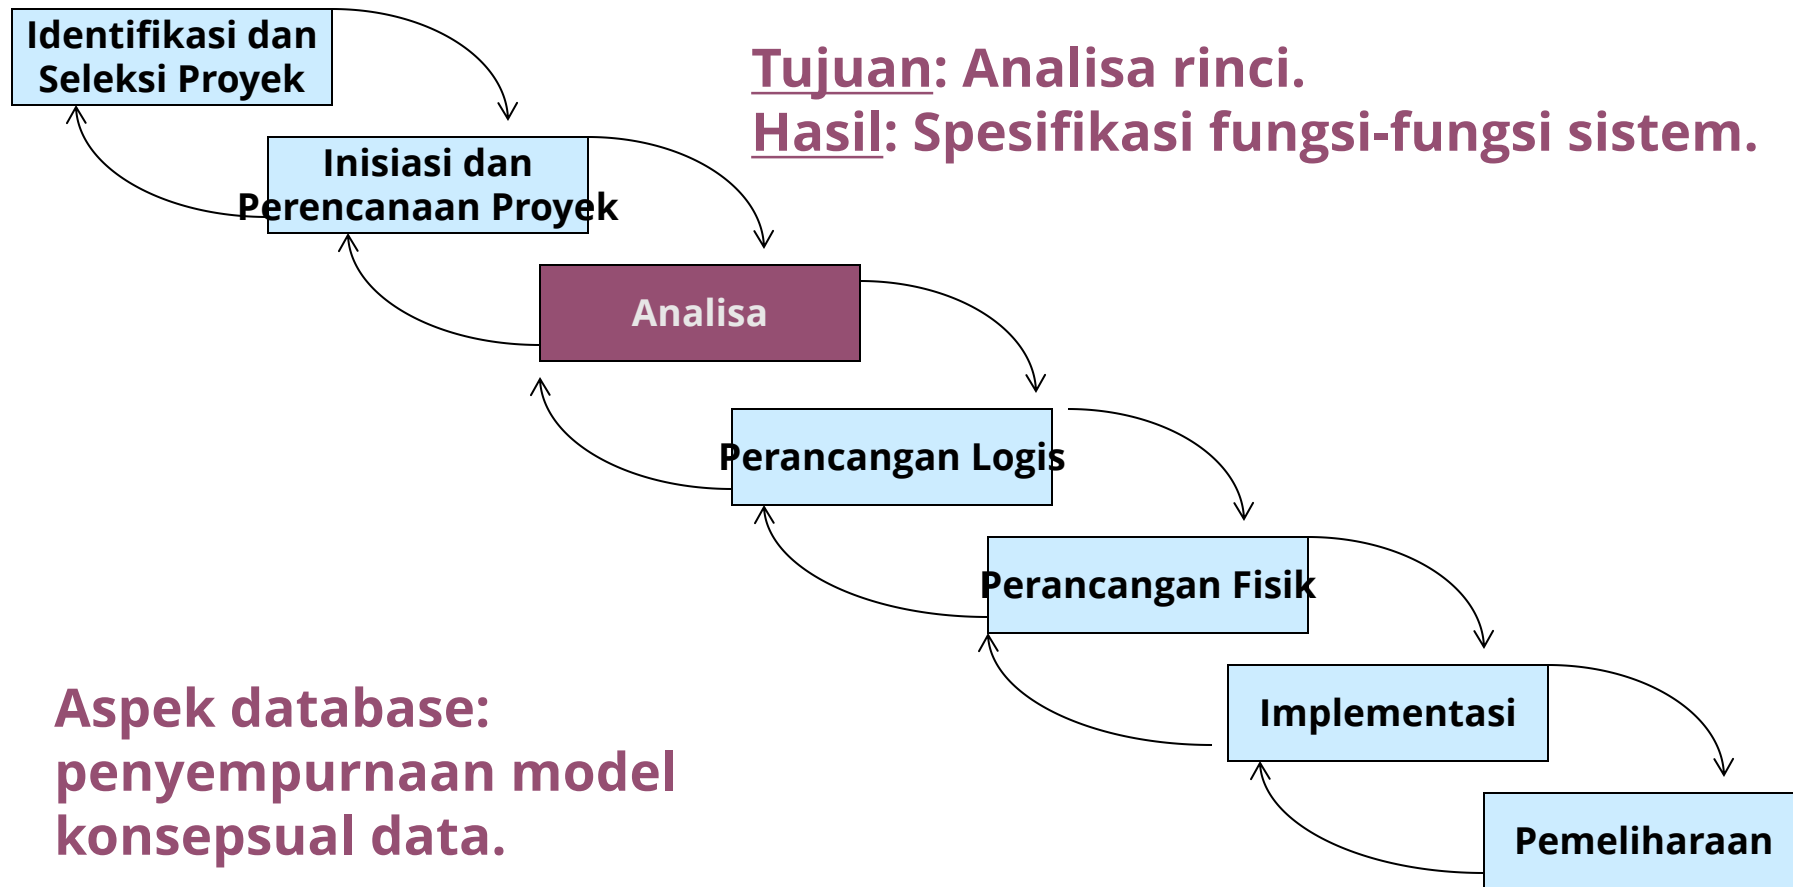 Identifikasi dan
Seleksi Proyek
Tujuan: Analisa rinci.
Hasil: Spesifikasi fungsi-fungsi sistem.
Inisiasi dan
Perencanaan Proyek
Analisa
Perancangan Logis
Perancangan Fisik
Implementasi
Pemeliharaan
Aspek database:
penyempurnaan model
konsepsual data.